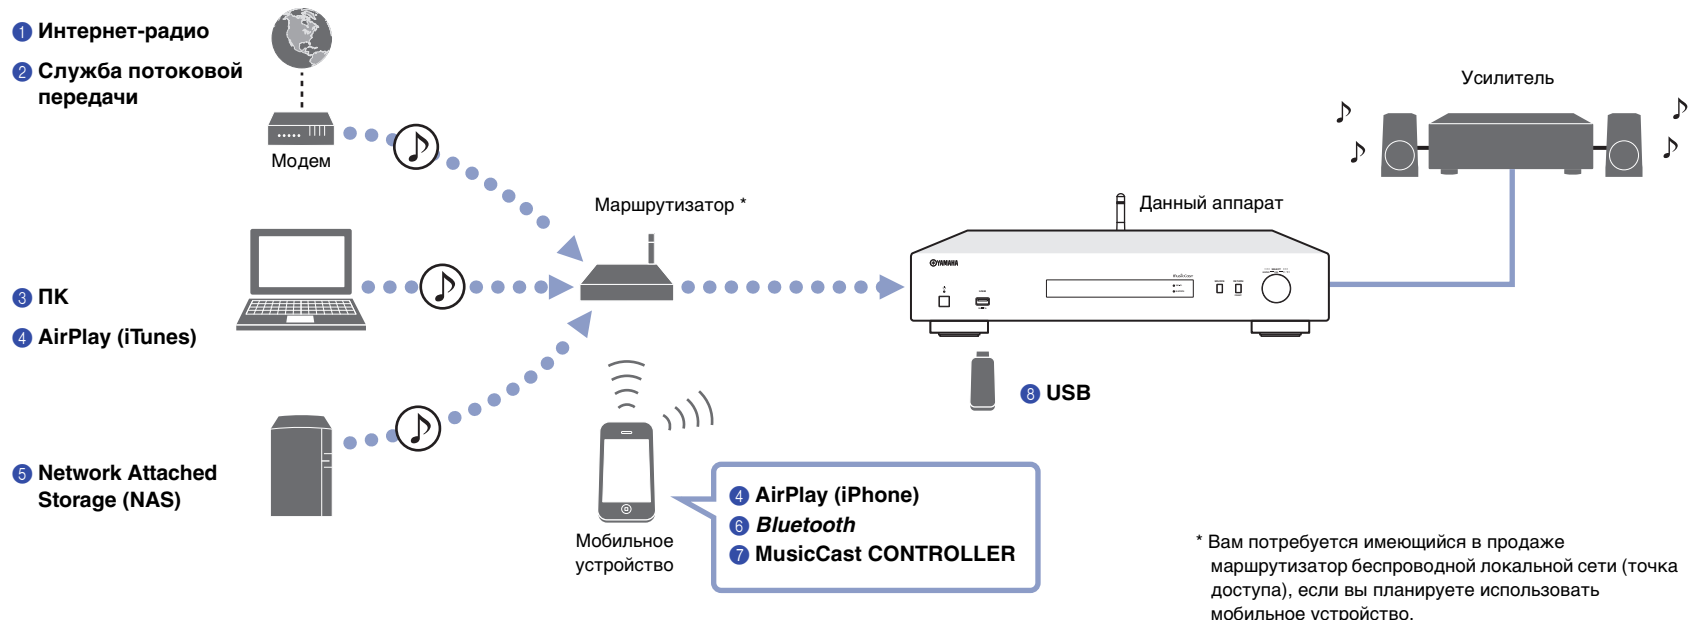 1 Интернет-радио
2 Служба потоковой
передачи
Модем
Усилитель
Маршрутизатор *
Данный аппарат
YAMAHA
MusicCast
3 ПК
4 AirPlay (iTunes)
8 USB
5 Network Attached
Storage (NAS)
Мобильное
устройство
4 AirPlay (iPhone)
6 Bluetooth
7 MusicCast CONTROLLER
* Вам потребуется имеющийся в продаже
маршрутизатор беспроводной локальной сети (точка
доступа), если вы планируете использовать
мобильное устройство.